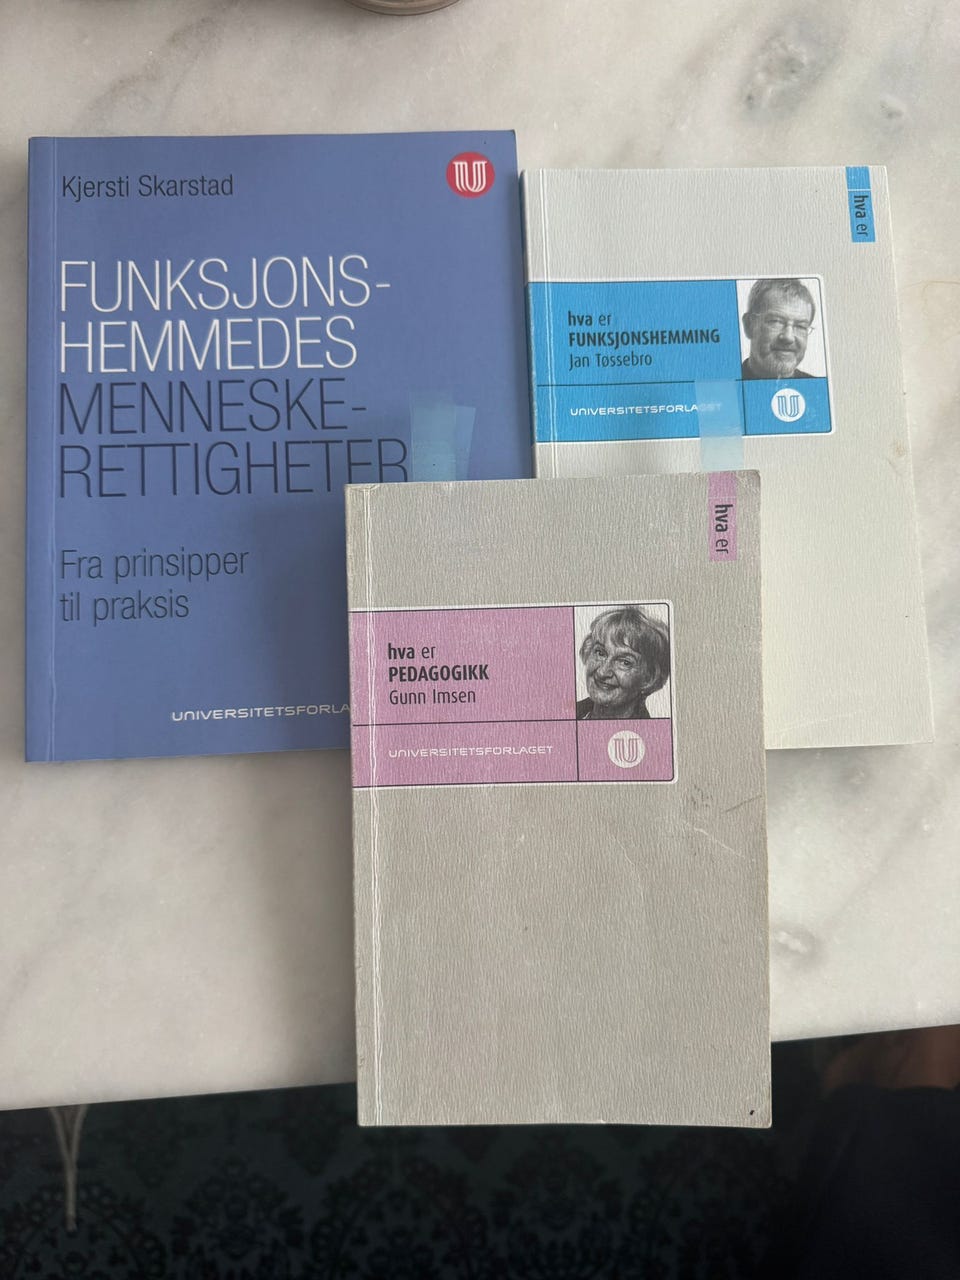 Kjersti Skarstad
FUNKSJONS-
HEMMEDES
MENNESKE-
RETTIGHETER
Fra prinsipper
til praksis
UNIVERSITETSFORLA
hva er
hva er
FUNKSJONSHEMMING
Jan Tøssebro
UNIVERSITETSFORLAGET
hva er
hva er
PEDAGOGIKK
Gunn Imsen
UNIVERSITETSFORLAGET